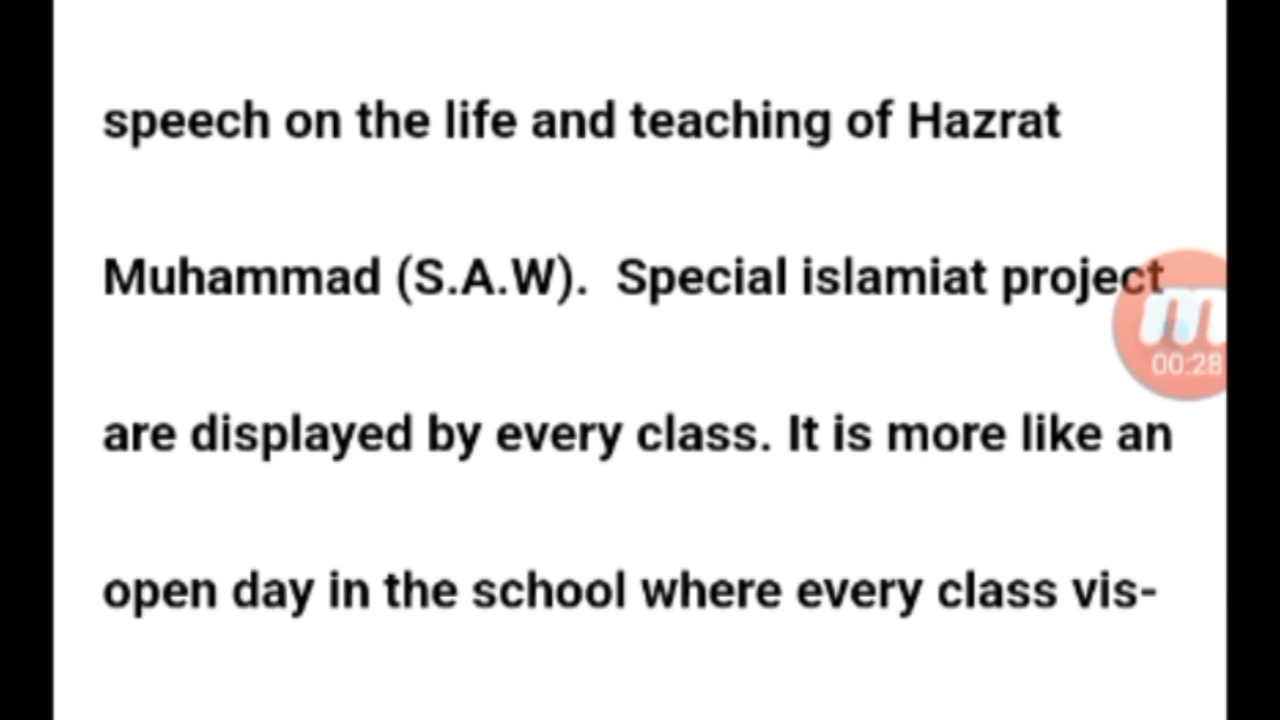 speech on the life and teaching of Hazrat
Muhammad (S.A.W).  Special islamiat project
are displayed by every class. It is more like an
open day in the school where every class vis-
00:28